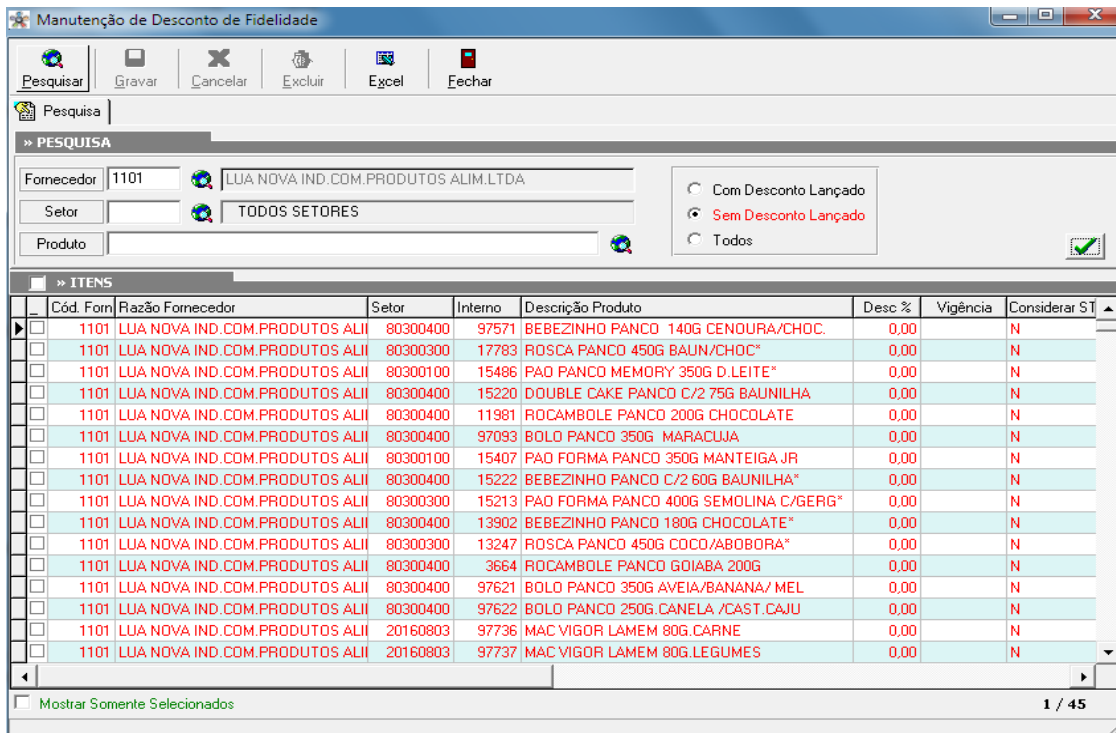 Manutenção de Desconto de Fidelidade
Pesquisar Gravar Cancelar Excluir Excel Fechar
Pesquisa
» PESQUISA
Fornecedor 1101 LUA NOVA IND.COM.PRODUTOS ALIM.LTDA
Com Desconto Lançado
Setor TODOS SETORES
Sem Desconto Lançado
Produto
Todos
» ITENS
_ Cód. Forn Razão Fornecedor Setor Interno Descrição Produto Desc % Vigência Considerar ST
1101 LUA NOVA IND.COM.PRODUTOS ALI 80300400 97571 BEBEZINHO PANCO 140G CENOURA/CHOC. 0,00 N
1101 LUA NOVA IND.COM.PRODUTOS ALI 80300300 17783 ROSCA PANCO 450G BAUN/CHOC* 0,00 N
1101 LUA NOVA IND.COM.PRODUTOS ALI 80300100 15486 PAO PANCO MEMORY 350G D.LEITE* 0,00 N
1101 LUA NOVA IND.COM.PRODUTOS ALI 80300400 15220 DOUBLE CAKE PANCO C/2 75G BAUNILHA 0,00 N
1101 LUA NOVA IND.COM.PRODUTOS ALI 80300400 11981 ROCAMBOLE PANCO 200G CHOCOLATE 0,00 N
1101 LUA NOVA IND.COM.PRODUTOS ALI 80300400 97093 BOLO PANCO 350G MARACUJA 0,00 N
1101 LUA NOVA IND.COM.PRODUTOS ALI 80300100 15407 PAO FORMA PANCO 350G MANTEIGA JR 0,00 N
1101 LUA NOVA IND.COM.PRODUTOS ALI 80300400 15222 BEBEZINHO PANCO C/2 60G BAUNILHA* 0,00 N
1101 LUA NOVA IND.COM.PRODUTOS ALI 80300300 15213 PAO FORMA PANCO 400G SEMOLINA C/GERG* 0,00 N
1101 LUA NOVA IND.COM.PRODUTOS ALI 80300400 13902 BEBEZINHO PANCO 180G CHOCOLATE* 0,00 N
1101 LUA NOVA IND.COM.PRODUTOS ALI 80300300 13247 ROSCA PANCO 450G COCO/ABOBORA* 0,00 N
1101 LUA NOVA IND.COM.PRODUTOS ALI 80300400 3664 ROCAMBOLE PANCO GOIABA 200G 0,00 N
1101 LUA NOVA IND.COM.PRODUTOS ALI 80300400 97621 BOLO PANCO 350G AVEIA/BANANA/ MEL 0,00 N
1101 LUA NOVA IND.COM.PRODUTOS ALI 80300400 97622 BOLO PANCO 250G.CANELA /CAST.CAJU 0,00 N
1101 LUA NOVA IND.COM.PRODUTOS ALI 20160803 97736 MAC VIGOR LAMEM 80G.CARNE 0,00 N
1101 LUA NOVA IND.COM.PRODUTOS ALI 20160803 97737 MAC VIGOR LAMEM 80G.LEGUMES 0,00 N
Mostrar Somente Selecionados 1 / 45